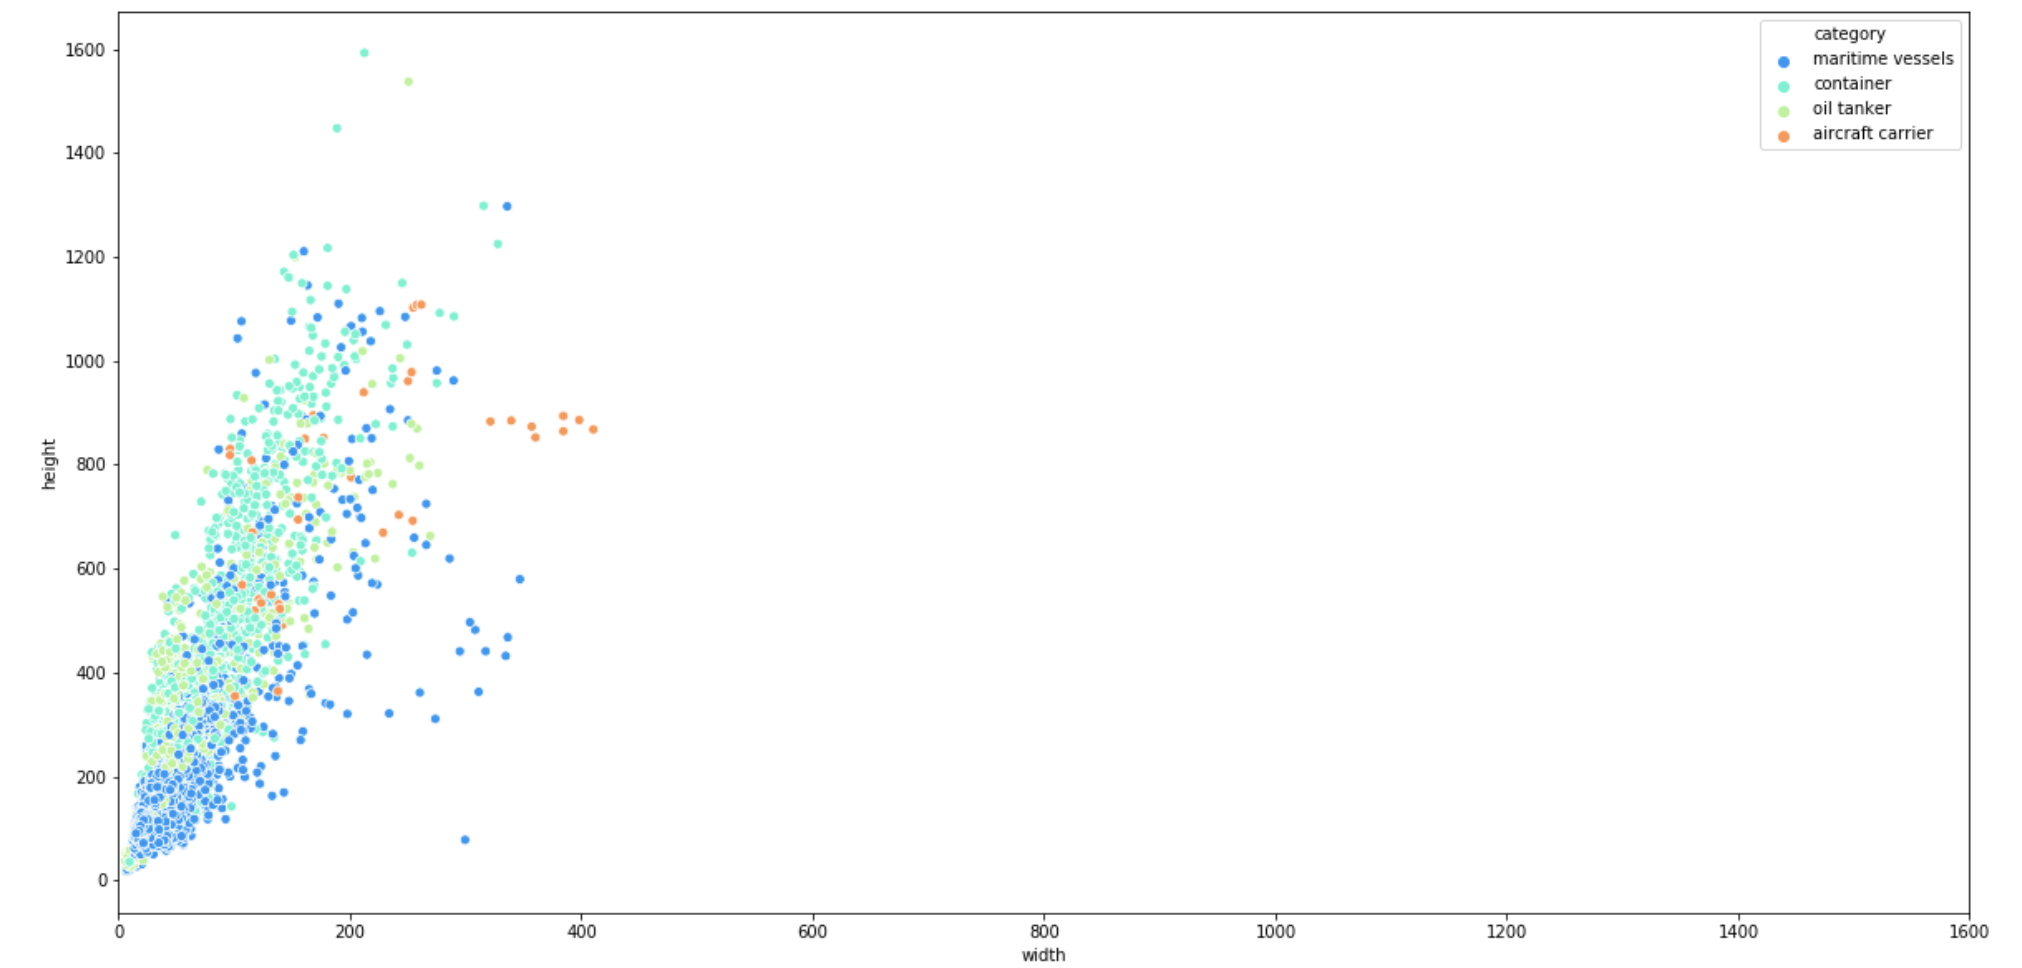 category
maritime vessels
container
oil tanker
aircraft carrier
1600
1400
1200
1000
800
600
400
200
0
height
0 200 400 600 800 1000 1200 1400 1600
width